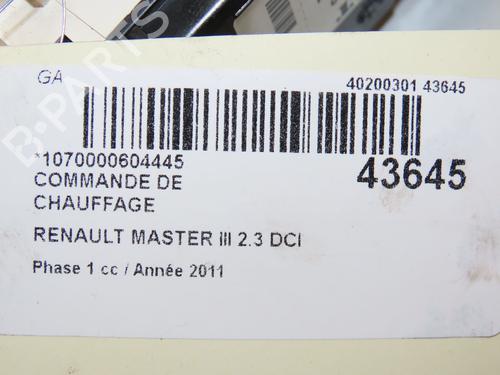 GA
40200301 43645
*1070000604445
43645
COMMANDE DE
CHAUFFAGE
RENAULT MASTER III 2.3 DCI
Phase 1 cc / Année 2011
B-PARTS